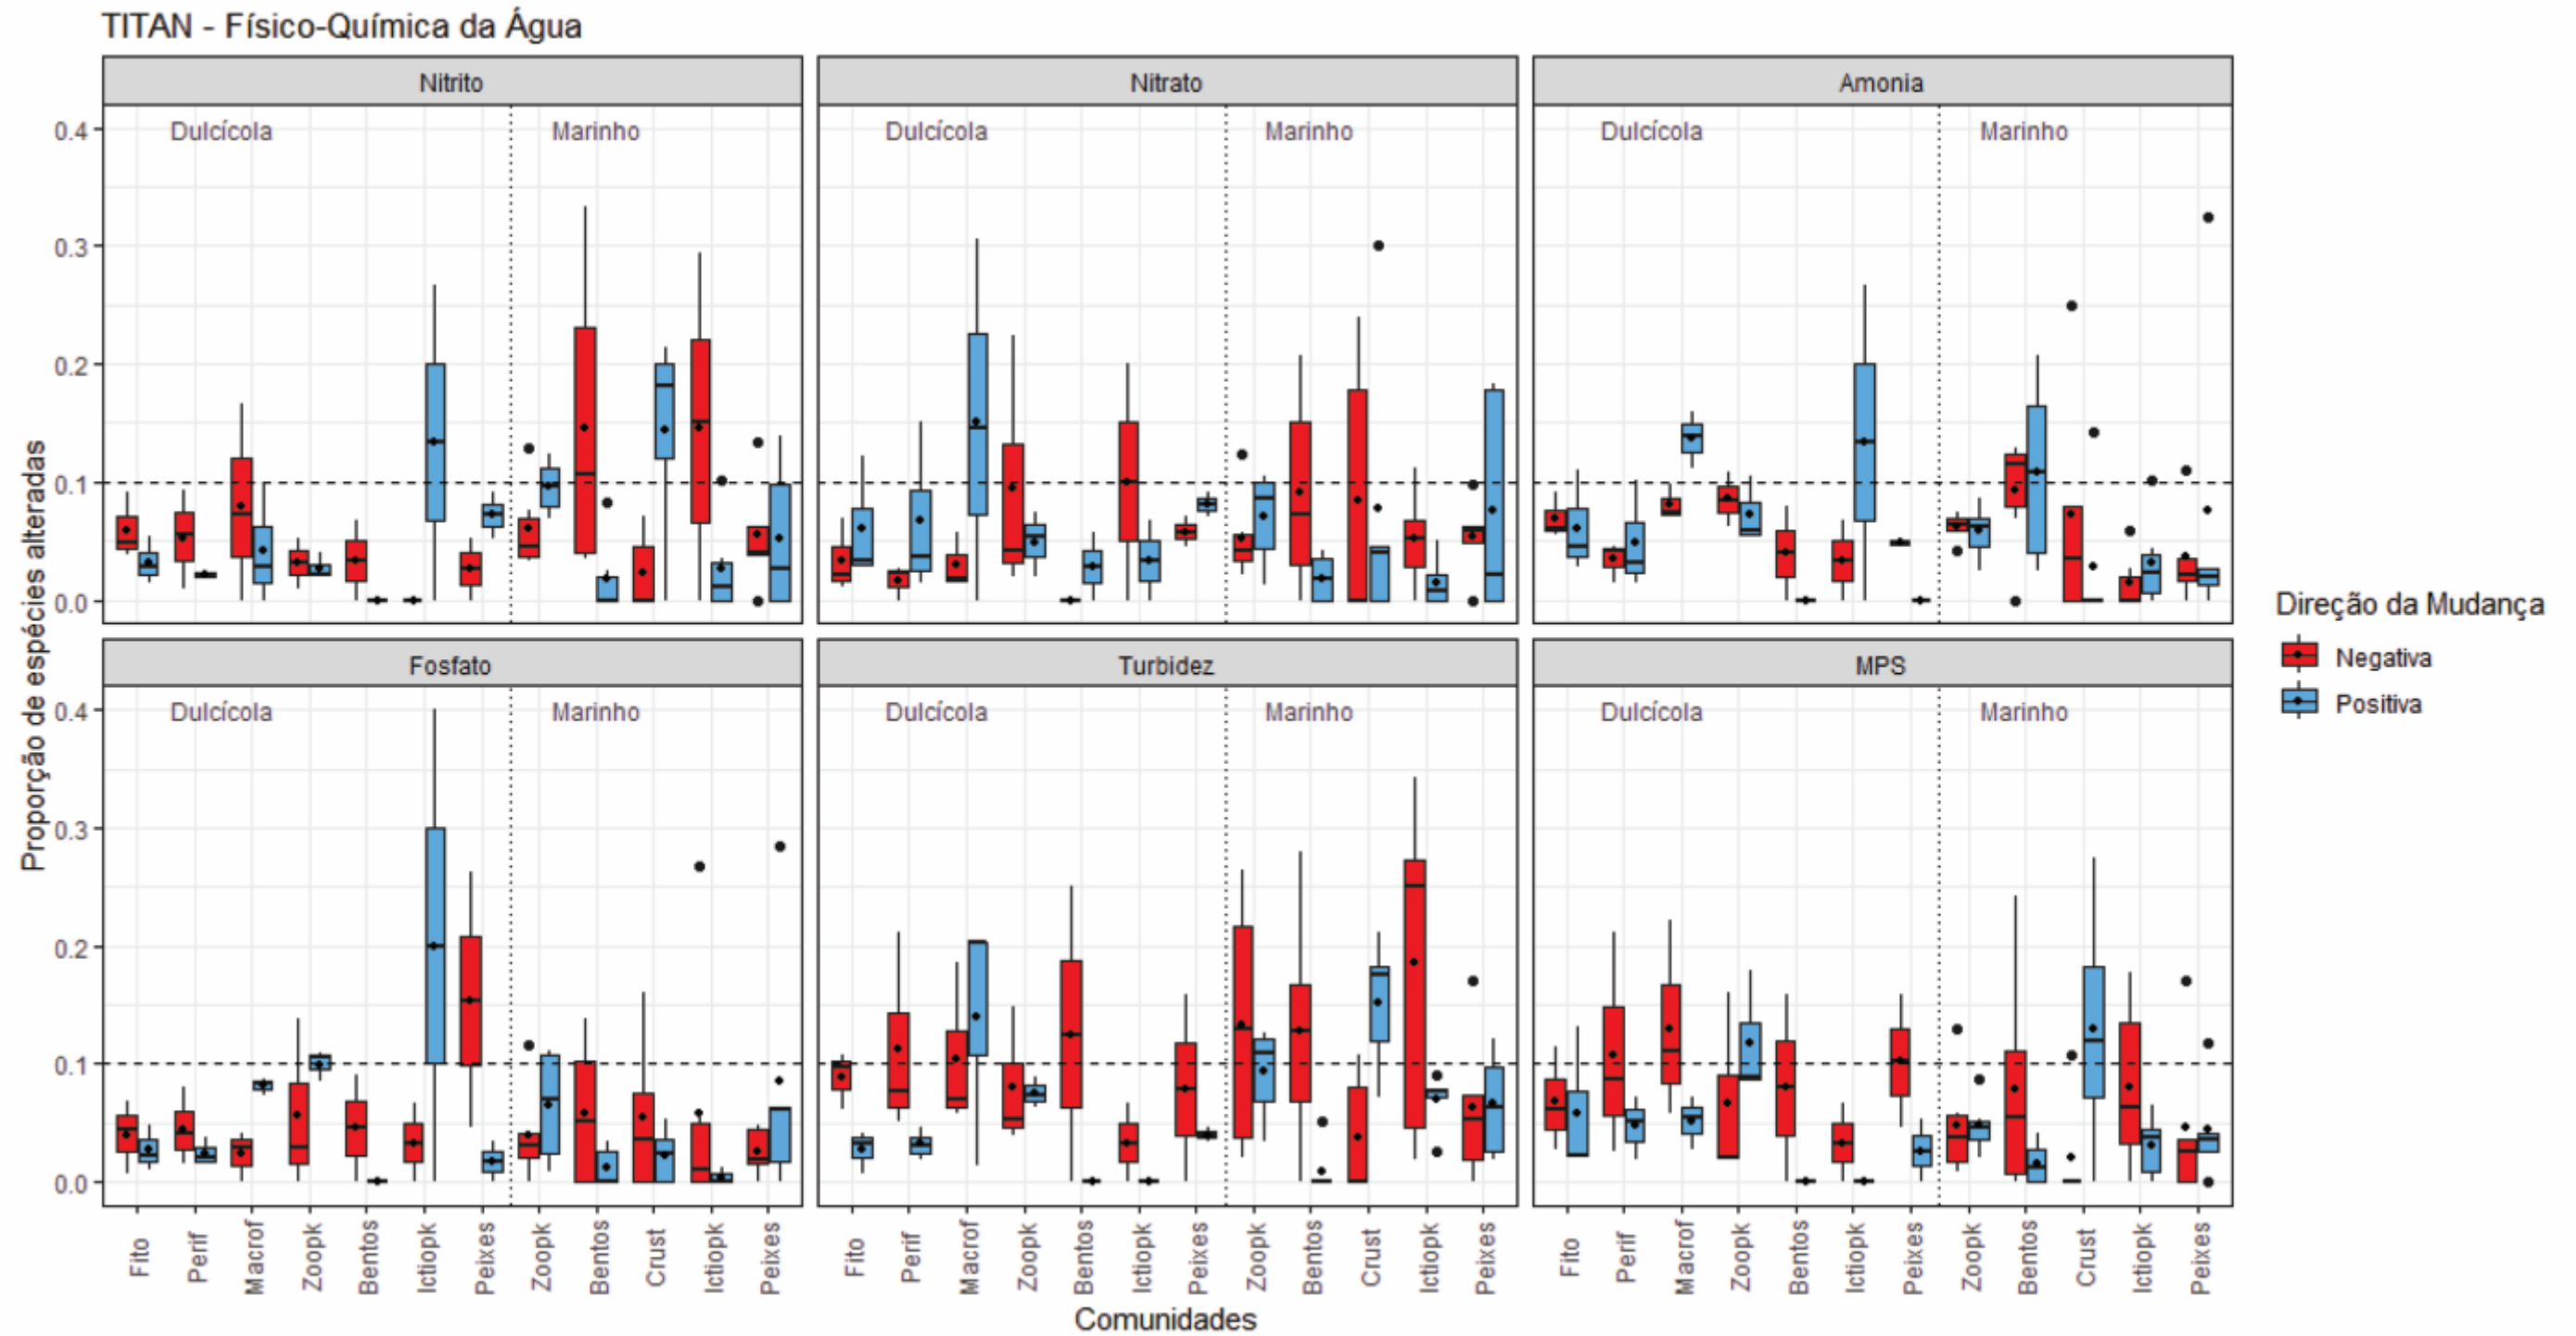 TITAN - Físico-Química da Água
Nitrito
Nitrato
Amonia
Dulcícola
Marinho
Dulcícola
Marinho
Dulcícola
Marinho
0.4
0.3
0.2
0.1
0.0
Fosfato
Turbidez
MPS
Dulcícola
Marinho
Dulcícola
Marinho
Dulcícola
Marinho
0.4
0.3
0.2
0.1
0.0
Proporção de espécies alteradas
Fito
Perif
Macrof
Zoopk
Bentos
Ictiopk
Peixes
Zoopk
Bentos
Crust
Ictiopk
Peixes
Fito
Perif
Macrof
Zoopk
Bentos
Ictiopk
Peixes
Zoopk
Bentos
Crust
Ictiopk
Peixes
Fito
Perif
Macrof
Zoopk
Bentos
Ictiopk
Peixes
Zoopk
Bentos
Crust
Ictiopk
Peixes
Comunidades
Direção da Mudança
Negativa
Positiva